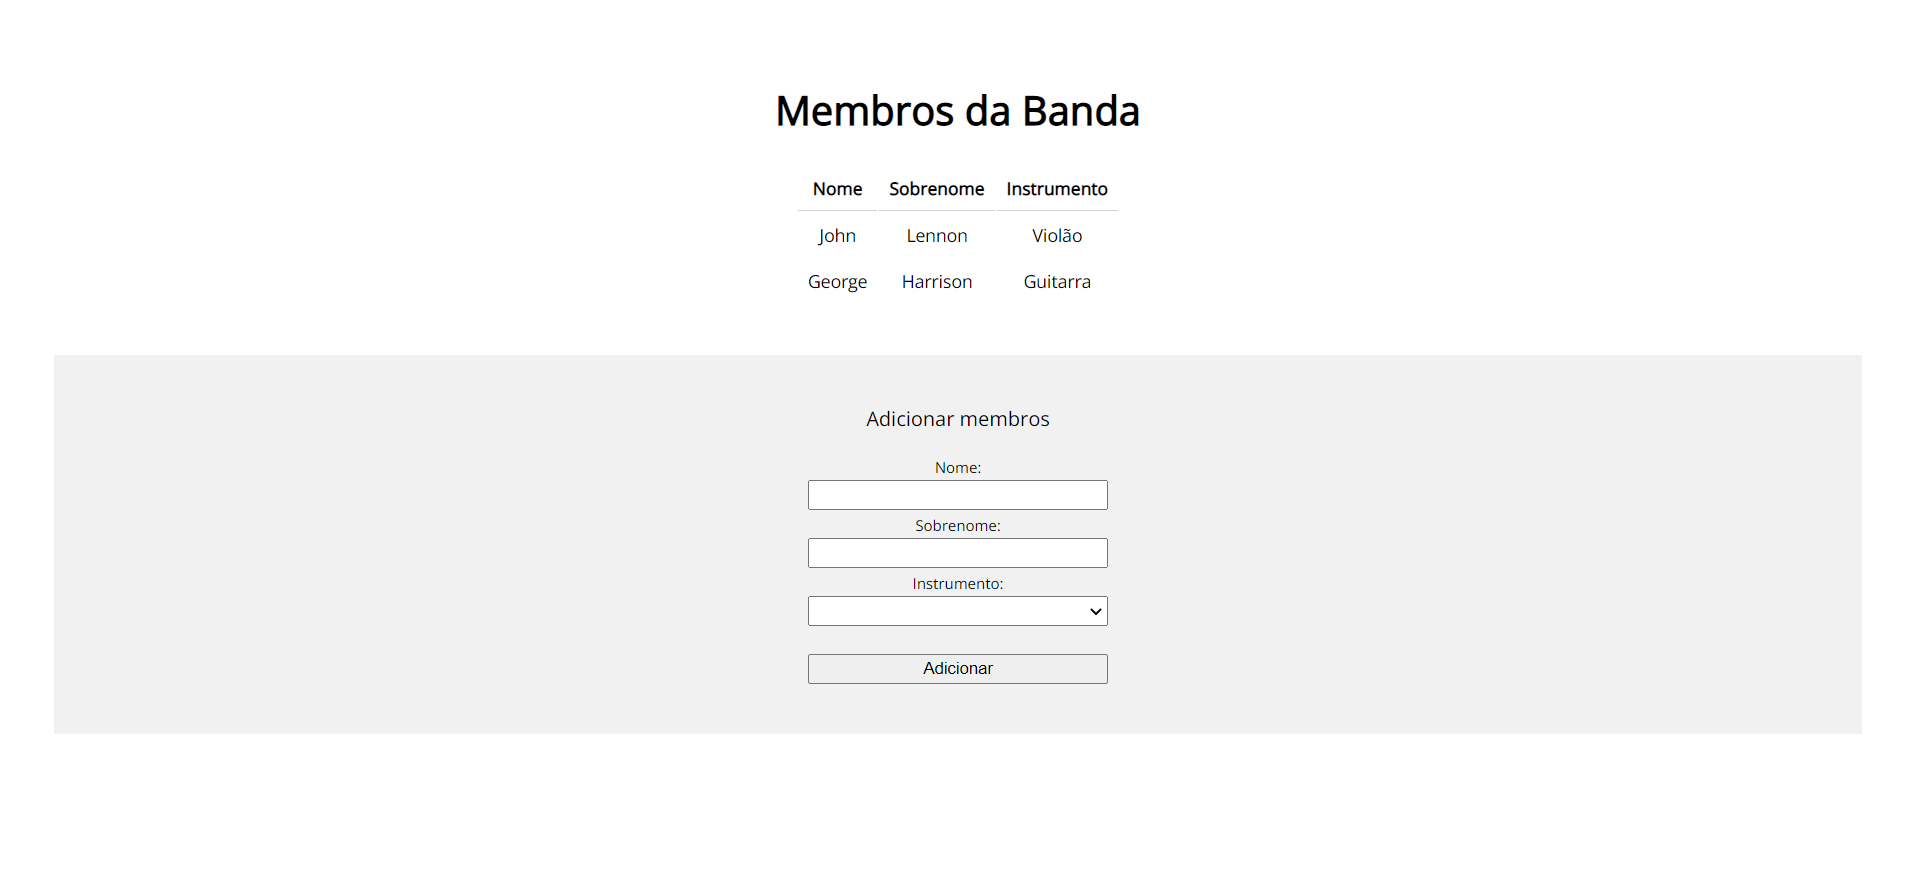 Membros da Banda
Nome Sobrenome Instrumento
John Lennon Violão
George Harrison Guitarra
Adicionar membros
Nome:
Sobrenome:
Instrumento:
Adicionar